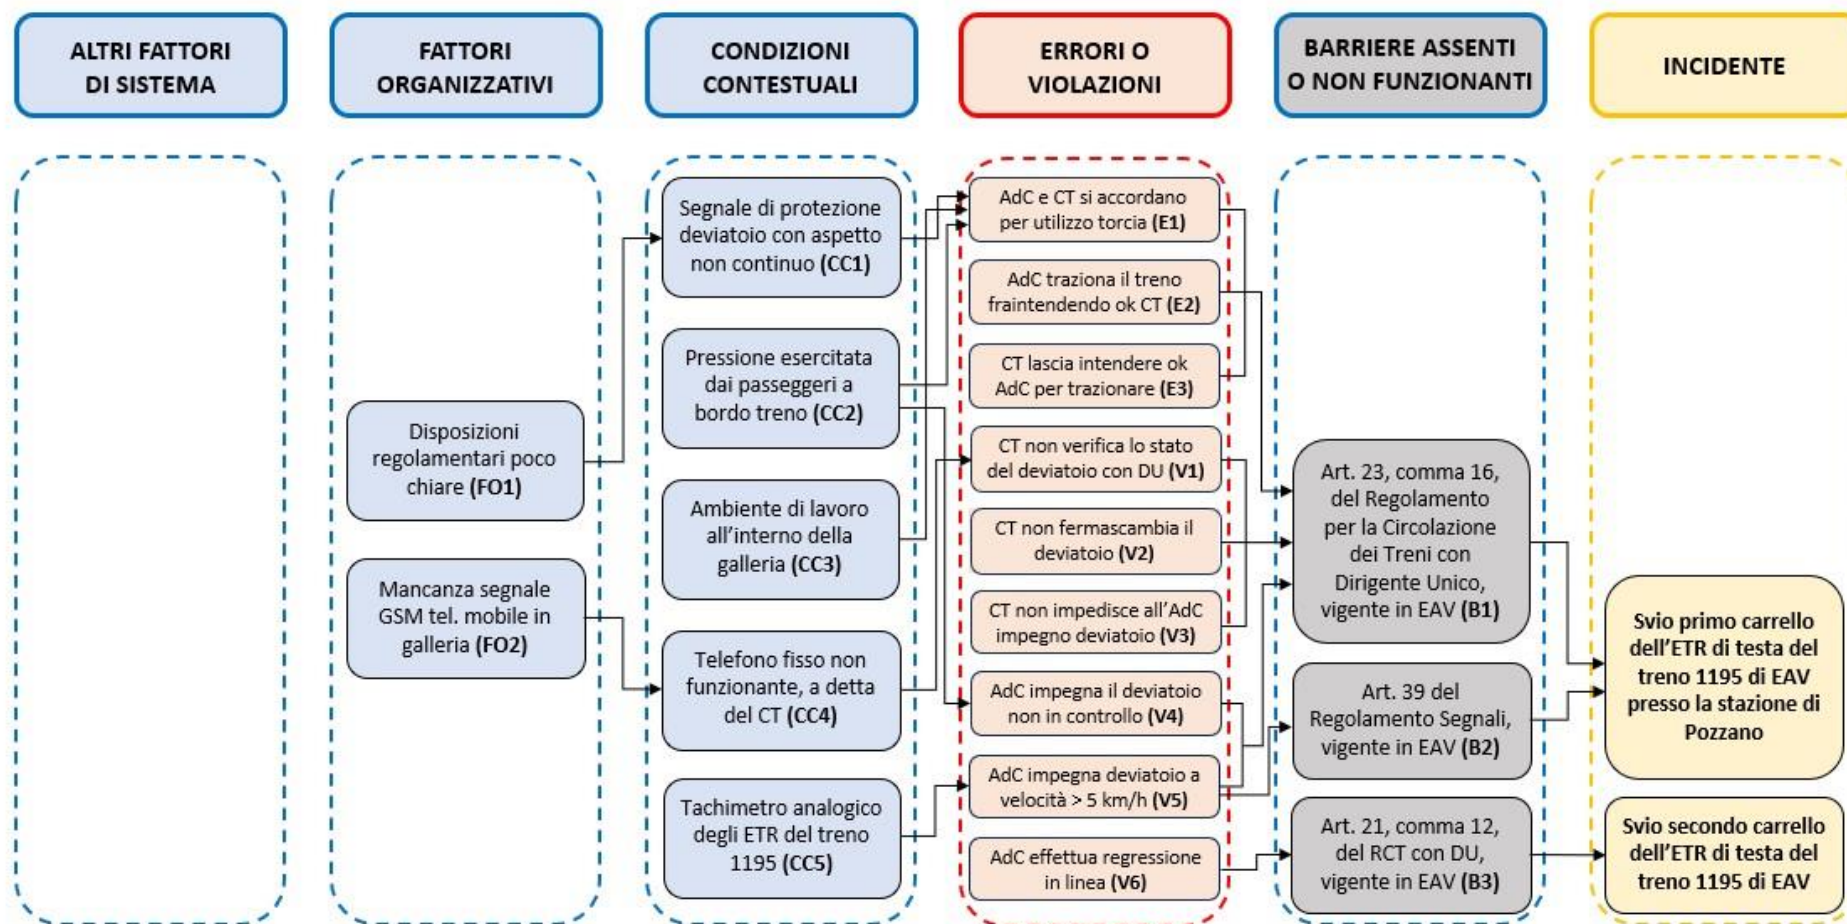 ALTRI FATTORI
DI SISTEMA
FATTORI
ORGANIZZATIVI
CONDIZIONI
CONTESTUALI
ERRORI O
VIOLAZIONI
BARRIERE ASSENTI
O NON FUNZIONANTI
INCIDENTE
Disposizioni
regolamentari poco
chiare (FO1)
Mancanza segnale
GSM tel. mobile in
galleria (FO2)
Segnale di protezione
deviatoio con aspetto
non continuo (CC1)
Pressione esercitata
dai passeggeri a
bordo treno (CC2)
Ambiente di lavoro
all'interno della
galleria (CC3)
Telefono fisso non
funzionante, a detta
del CT (CC4)
Tachimetro analogico
degli ETR del treno
1195 (CC5)
AdC e CT si accordano
per utilizzo torcia (E1)
AdC traziona il treno
fraintendendo ok CT (E2)
CT lascia intendere ok
AdC per trazionare (E3)
CT non verifica lo stato
del deviatoio con DU (V1)
CT non fermascambia il
deviatoio (V2)
CT non impedisce all'AdC
impegno deviatoio (V3)
AdC impegna il deviatoio
non in controllo (V4)
AdC impegna deviatoio a
velocità > 5 km/h (V5)
AdC effettua regressione
in linea (V6)
Art. 23, comma 16,
del Regolamento
per la Circolazione
dei Treni con
Dirigente Unico,
vigente in EAV (B1)
Art. 39 del
Regolamento Segnali,
vigente in EAV (B2)
Art. 21, comma 12,
del RCT con DU,
vigente in EAV (B3)
Svio primo carrello
dell'ETR di testa del
treno 1195 di EAV
presso la stazione di
Pozzano
Svio secondo carrello
dell'ETR di testa del
treno 1195 di EAV